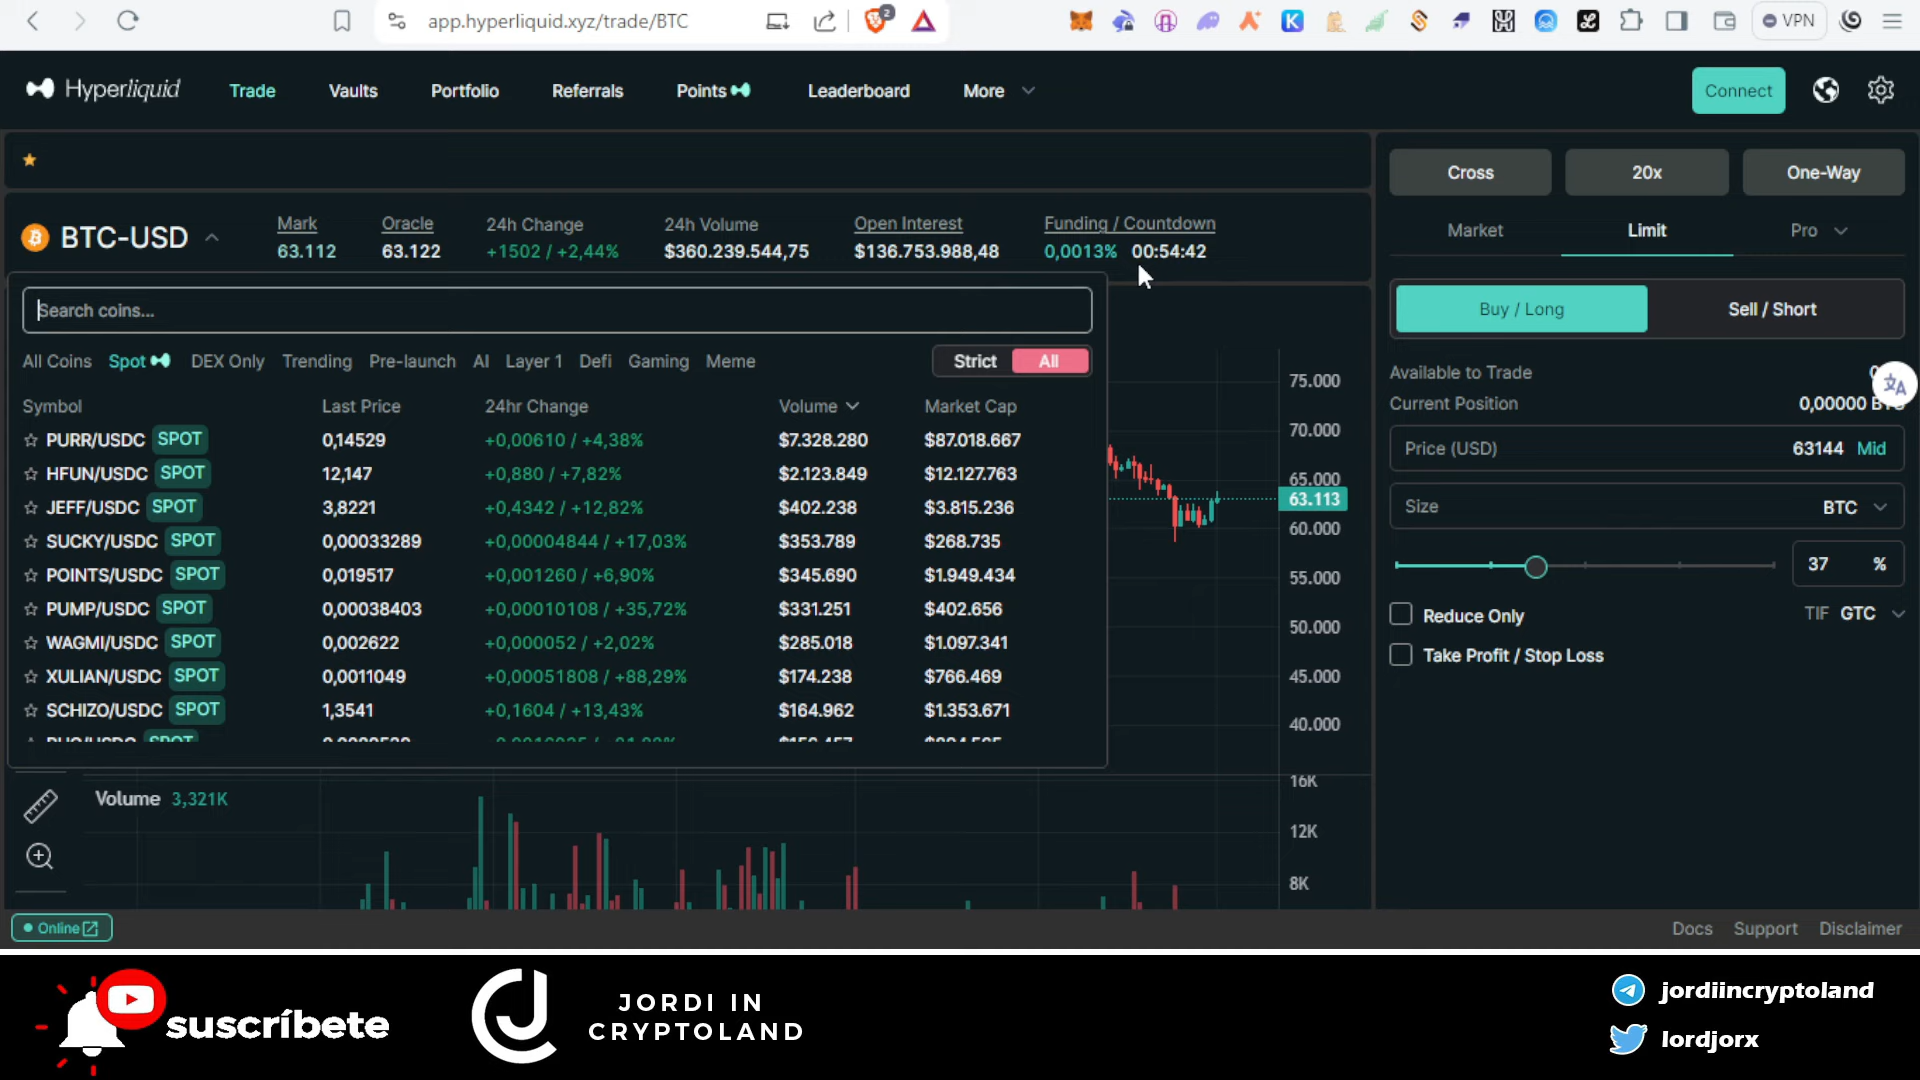 app.hyperliquid.xyz/trade/BTC
2
VPN
Hyperliquid
Trade
Vaults
Portfolio
Referrals
Points
Leaderboard
More
Connect
BTC-USD
Mark
63.112
Oracle
63.122
24h Change
+1502 / +2,44%
24h Volume
$360.239.544,75
Open Interest
$136.753.988,48
Funding / Countdown
0,0013% 00:54:42
Search coins...
All Coins Spot DEX Only Trending Pre-launch AI Layer 1 Defi Gaming Meme
Strict All
Symbol Last Price 24hr Change Volume Market Cap
PURR/USDC SPOT 0,14529 +0,00610 / +4,38% $7.328.280 $87.018.667
HFUN/USDC SPOT 12,147 +0,880 / +7,82% $2.123.849 $12.127.763
JEFF/USDC SPOT 3,8221 +0,4342 / +12,82% $402.238 $3.815.236
SUCKY/USDC SPOT 0,00033289 +0,00004844 / +17,03% $353.789 $268.735
POINTS/USDC SPOT 0,019517 +0,001260 / +6,90% $345.690 $1.949.434
PUMP/USDC SPOT 0,00038403 +0,00010108 / +35,72% $331.251 $402.656
WAGMI/USDC SPOT 0,002622 +0,000052 / +2,02% $285.018 $1.097.341
XULIAN/USDC SPOT 0,0011049 +0,00051808 / +88,29% $174.238 $766.469
SCHIZO/USDC SPOT 1,3541 +0,1604 / +13,43% $164.962 $1.353.671
75.000
70.000
65.000
63.113
60.000
55.000
50.000
45.000
40.000
Volume 3,321K
16K
12K
8K
Cross
20x
One-Way
Market
Limit
Pro
Buy / Long
Sell / Short
Available to Trade
Current Position
0,00000
Price (USD)
63144 Mid
Size
BTC
37 %
Reduce Only
TIF GTC
Take Profit / Stop Loss
Online
Docs Support Disclaimer
suscríbete
JORDI IN
CRYPTOLAND
jordiincryptoland
lordjorx